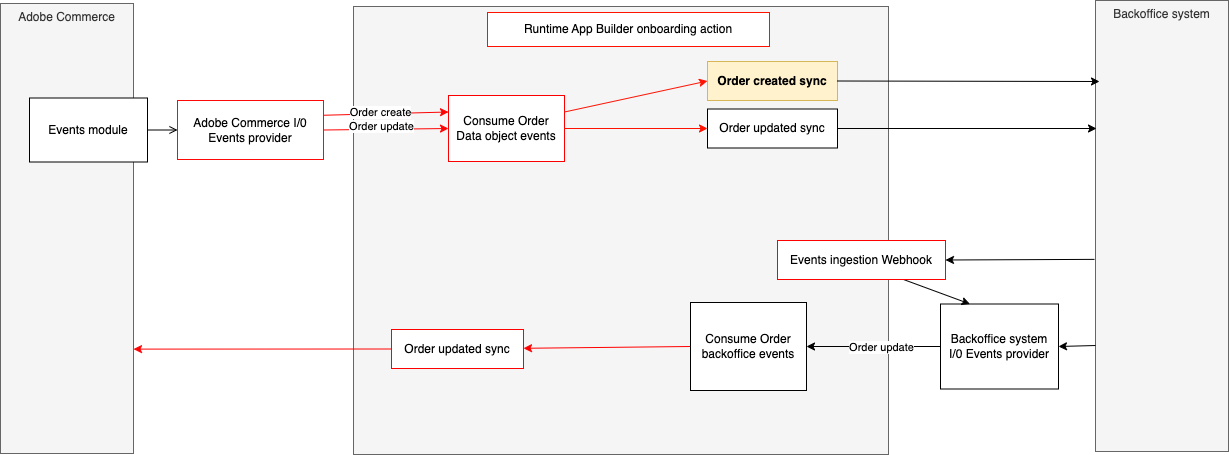 Adobe Commerce
Runtime App Builder onboarding action
Backoffice system
Order created sync
Events module
Adobe Commerce I/0
Events provider
Order create
Order update
Consume Order
Data object events
Order updated sync
Events ingestion Webhook
Order updated sync
Consume Order
backoffice events
Order update
Backoffice system
I/0 Events provider